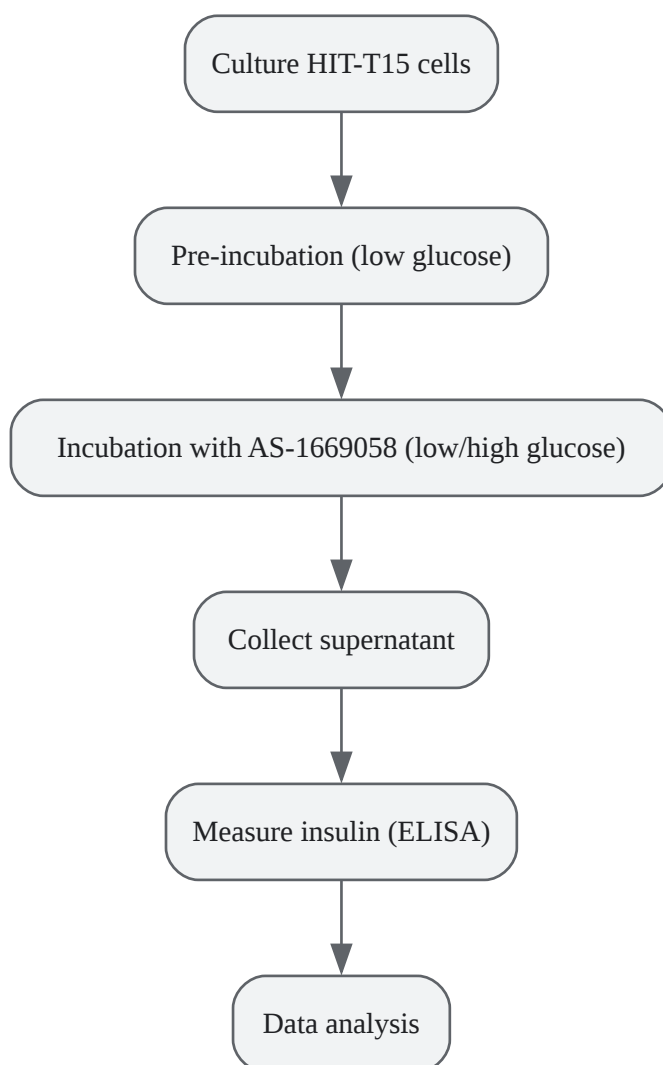 Culture HIT-T15 cells
Pre-incubation (low glucose)
Incubation with AS-1669058 (low/high glucose)
Collect supernatant
Measure insulin (ELISA)
Data analysis